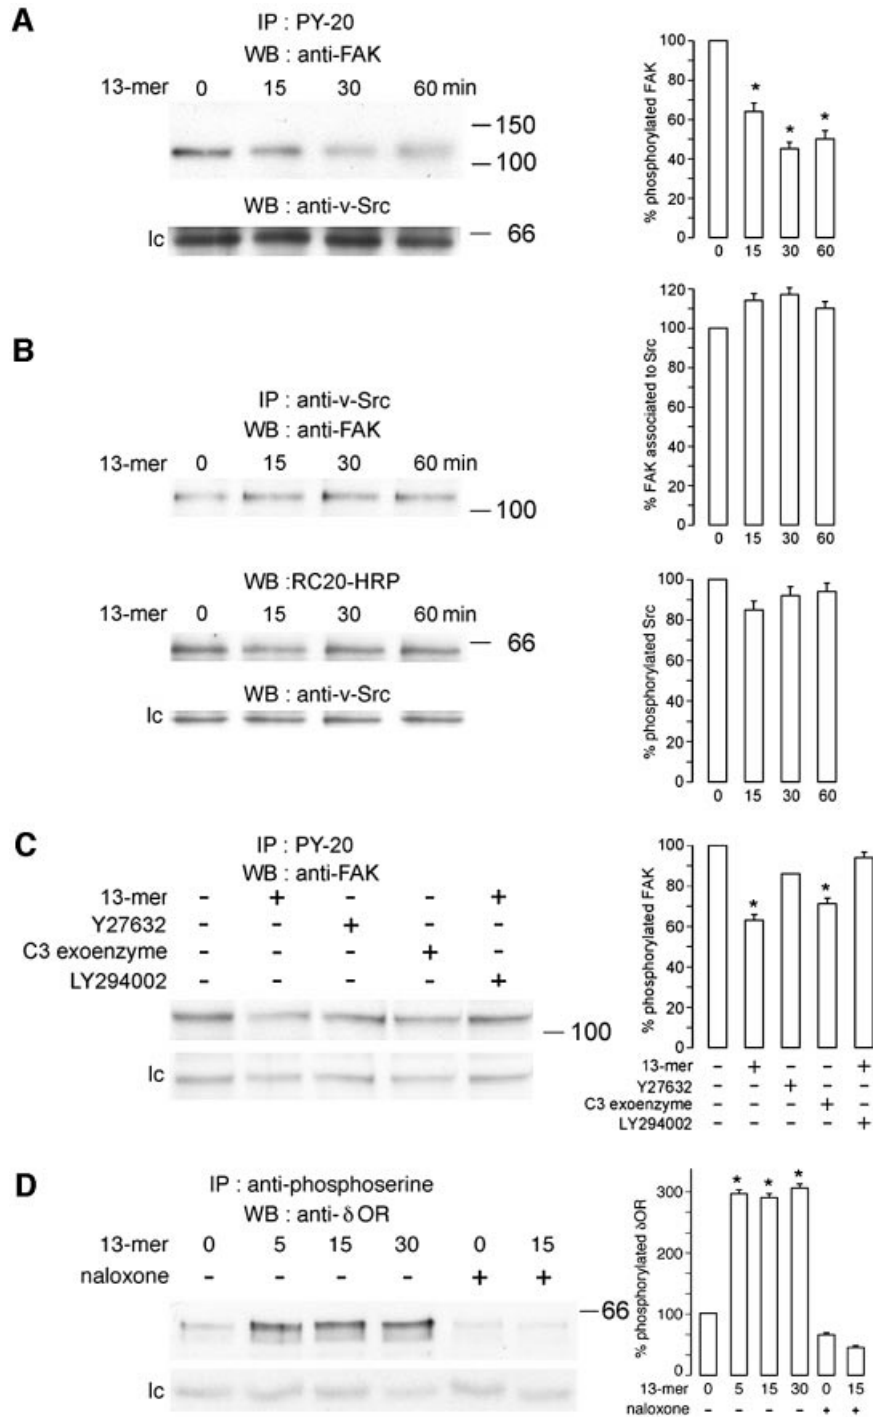 A
IP : PY-20
WB : anti-FAK
13-mer 0 15 30 60 min
150
100
WB : anti-v-Src
lc
66
% phosphorylated FAK
100
80
60
40
20
0
* * *
0 15 30 60
B
IP : anti-v-Src
WB : anti-FAK
13-mer 0 15 30 60 min
100
% FAK associated to Src
120
100
80
60
40
20
0
0 15 30 60
WB :RC20-HRP
13-mer 0 15 30 60 min
66
WB : anti-v-Src
lc
% phosphorylated Src
100
80
60
40
20
0
0 15 30 60
C
IP : PY-20
WB : anti-FAK
13-mer - + - - +
Y27632 - - + - -
C3 exoenzyme - - - + -
LY294002 - - - - +
100
lc
% phosphorylated FAK
100
80
60
40
20
0
* *
13-mer - + - - +
Y27632 - - + - -
C3 exoenzyme - - - + -
LY294002 - - - - +
D
IP : anti-phosphoserine
WB : anti-δOR
13-mer 0 5 15 30 0 15
naloxone - - - - + +
66
lc
% phosphorylated δOR
300
200
100
0
* * *
13-mer 0 5 15 30 0 15
naloxone - - - - + +